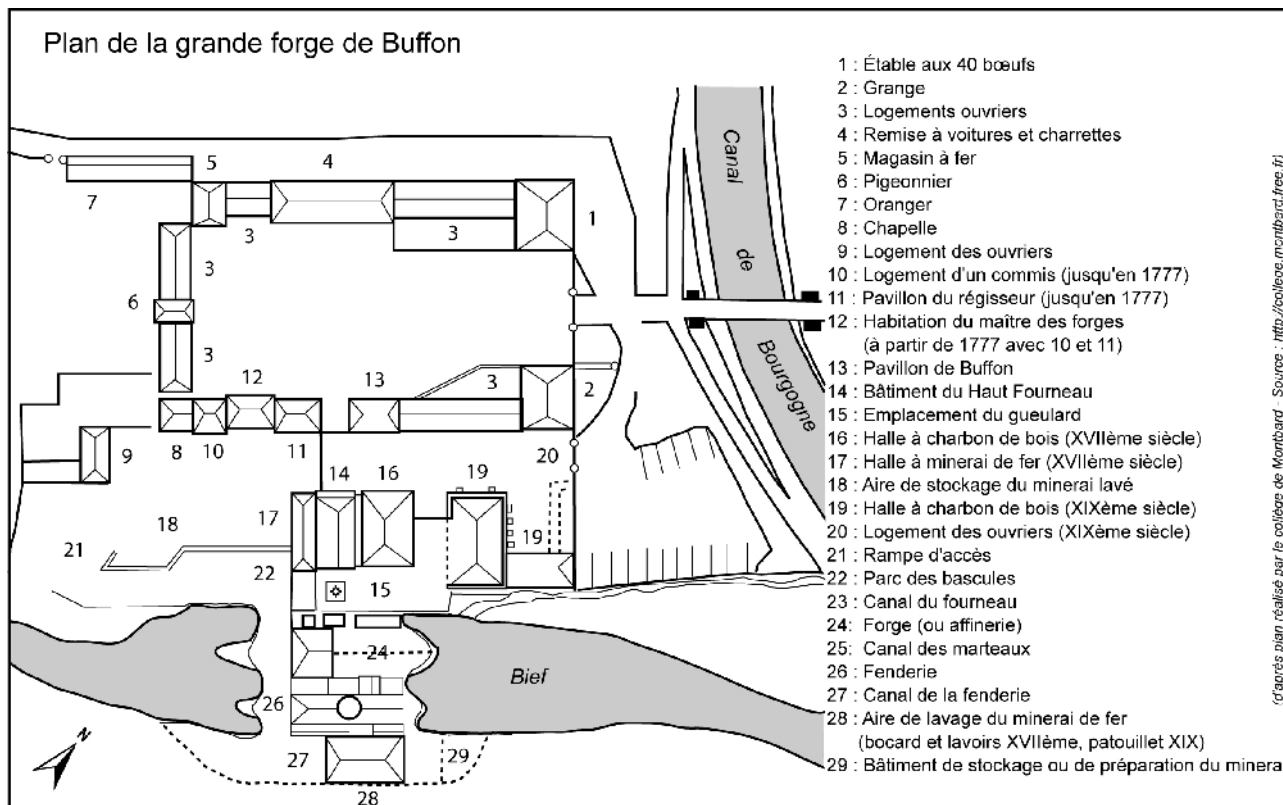 Plan de la grande forge de Buffon
1 : Étable aux 40 bœufs
2 : Grange
3 : Logements ouvriers
4 : Remise à voitures et charrettes
5 : Magasin à fer
6 : Pigeonnier
7 : Oranger
8 : Chapelle
9 : Logement des ouvriers
10 : Logement d'un commis (jusqu'en 1777)
11 : Pavillon du régisseur (jusqu'en 1777)
12 : Habitation du maître des forges
(à partir de 1777 avec 10 et 11)
13 : Pavillon de Buffon
14 : Bâtiment du Haut Fourneau
15 : Emplacement du gueulard
16 : Halle à charbon de bois (XVIIème siècle)
17 : Halle à minerai de fer (XVIIème siècle)
18 : Aire de stockage du minerai lavé
19 : Halle à charbon de bois (XIXème siècle)
20 : Logement des ouvriers (XIXème siècle)
21 : Rampe d'accès
22 : Parc des bascules
23 : Canal du fourneau
24: Forge (ou affinerie)
25: Canal des marteaux
26 : Fenderie
27 : Canal de la fenderie
28 : Aire de lavage du minerai de fer
(bocard et lavoirs XVIIème, patouillet XIX)
29 : Bâtiment de stockage ou de préparation du minera
(d'après plan réalisé par le collège de Montbard - Source : http://college.montbard.free.fr)
Canal
de
Bourgogne
Bief
N
5
4
7
3
3
1
3
6
3
12
13
3
2
8
10
11
9
14
16
19
20
17
18
19
21
22
15
24
26
27
29
28